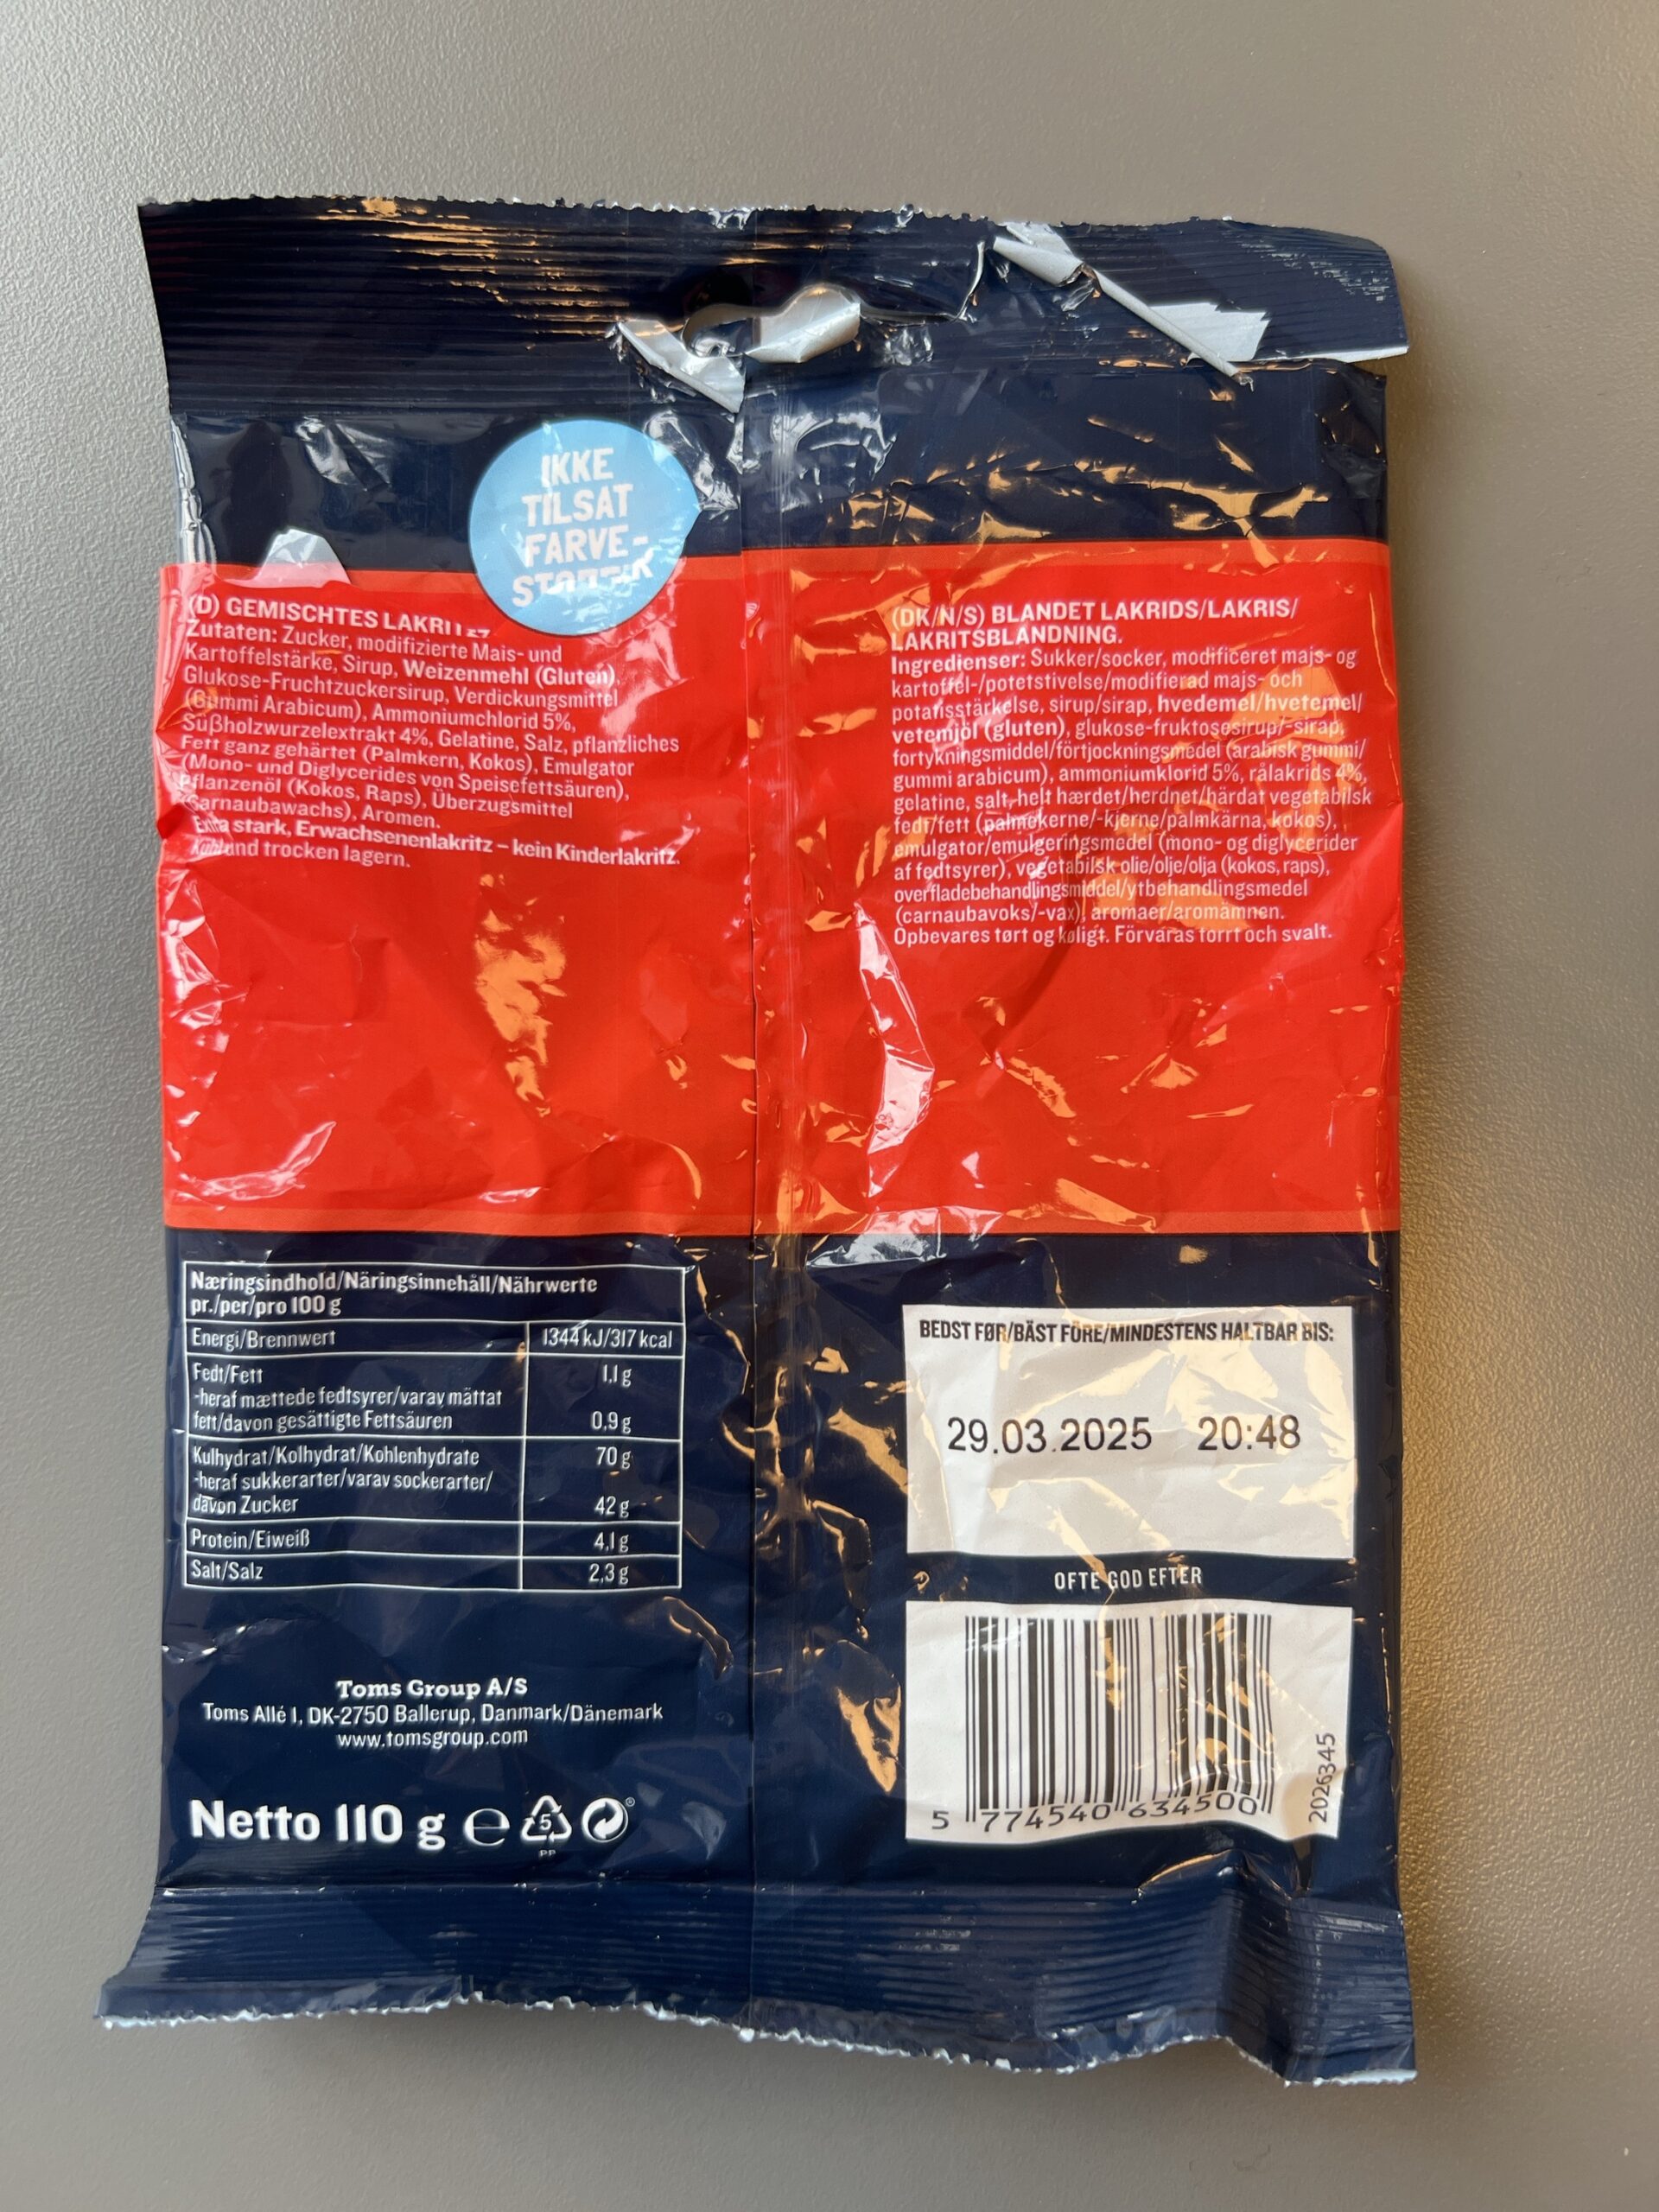 IKKE
TILSAT
FARVE-
(D) GEMISCHTES
Zutaten: Zucker, modifizierte Mais- und
Kartoffelstärke, Sirup, Weizenmehl (Gluten),
Glukose-Fruchtzuckersirup, Verdickungsmittel
(Gummi Arabicum), Ammoniumchlorid 5%,
Süßholzwurzelextrakt 4%, Gelatine, Salz, pflanzliches
Fett ganz gehärtet (Palmkern, Kokos), Emulgator
(Mono- und Diglycerides von Speisefettsäuren),
Pflanzenöl (Kokos, Raps), Überzugsmittel
(Carnaubawachs), Aromen.
Extra stark, Erwachsenenlakritz – kein Kinderlakritz.
Kühl und trocken lagern.
(DK/N/S) BLANDET LAKRIDS/LAKRIS/
LAKRITSBLANDNING.
Ingredienser: Sukker/socker, modificeret majs- og
kartoffel-/potetstivelse/modifierad majs- och
potatisstärkelse, sirup/sirap, hvedemel/hvetemel/
vetemjöl (gluten), glukose-fruktosesirup/-sirap,
fortykningsmiddel/förtjockningsmedel (arabisk gummi/
gummi arabicum), ammoniumklorid 5%, rålakrids 4%,
gelatine, salt, helt hærdet/herdnet/härdat vegetabilsk
fedt/fett (palmekerne/-kjerne/palmkärna, kokos),
emulgator/emulgeringsmedel (mono- og diglycerider
af fedtsyrer), vegetabilsk olie/olje/olja (kokos, raps),
overfladebehandlingsmiddel/ytbehandlingsmedel
(carnaubavoks/-vax), aromaer/aromämnen.
Opbevares tørt og køligt. Förvaras torrt och svalt.
Næringsindhold/Näringsinnehåll/Nährwerte
pr./per/pro 100 g
Energi/Brennwert 1344 kJ/317 kcal
Fedt/Fett 1,1 g
-heraf mættede fedtsyrer/varav mättat
fett/davon gesättigte Fettsäuren 0,9 g
Kulhydrat/Kolhydrat/Kohlenhydrate 70 g
-heraf sukkerarter/varav sockerarter/
davon Zucker 42 g
Protein/Eiweiß 4,1 g
Salt/Salz 2,3 g
Toms Group A/S
Toms Allé 1, DK-2750 Ballerup, Danmark/Dänemark
www.tomsgroup.com
Netto 110 g e 5
PP
BEDST FØR/BÄST FÖRE/MINDESTENS HALTBAR BIS:
29.03.2025 20:48
OFTE GOD EFTER
5 774540 634500
2026345